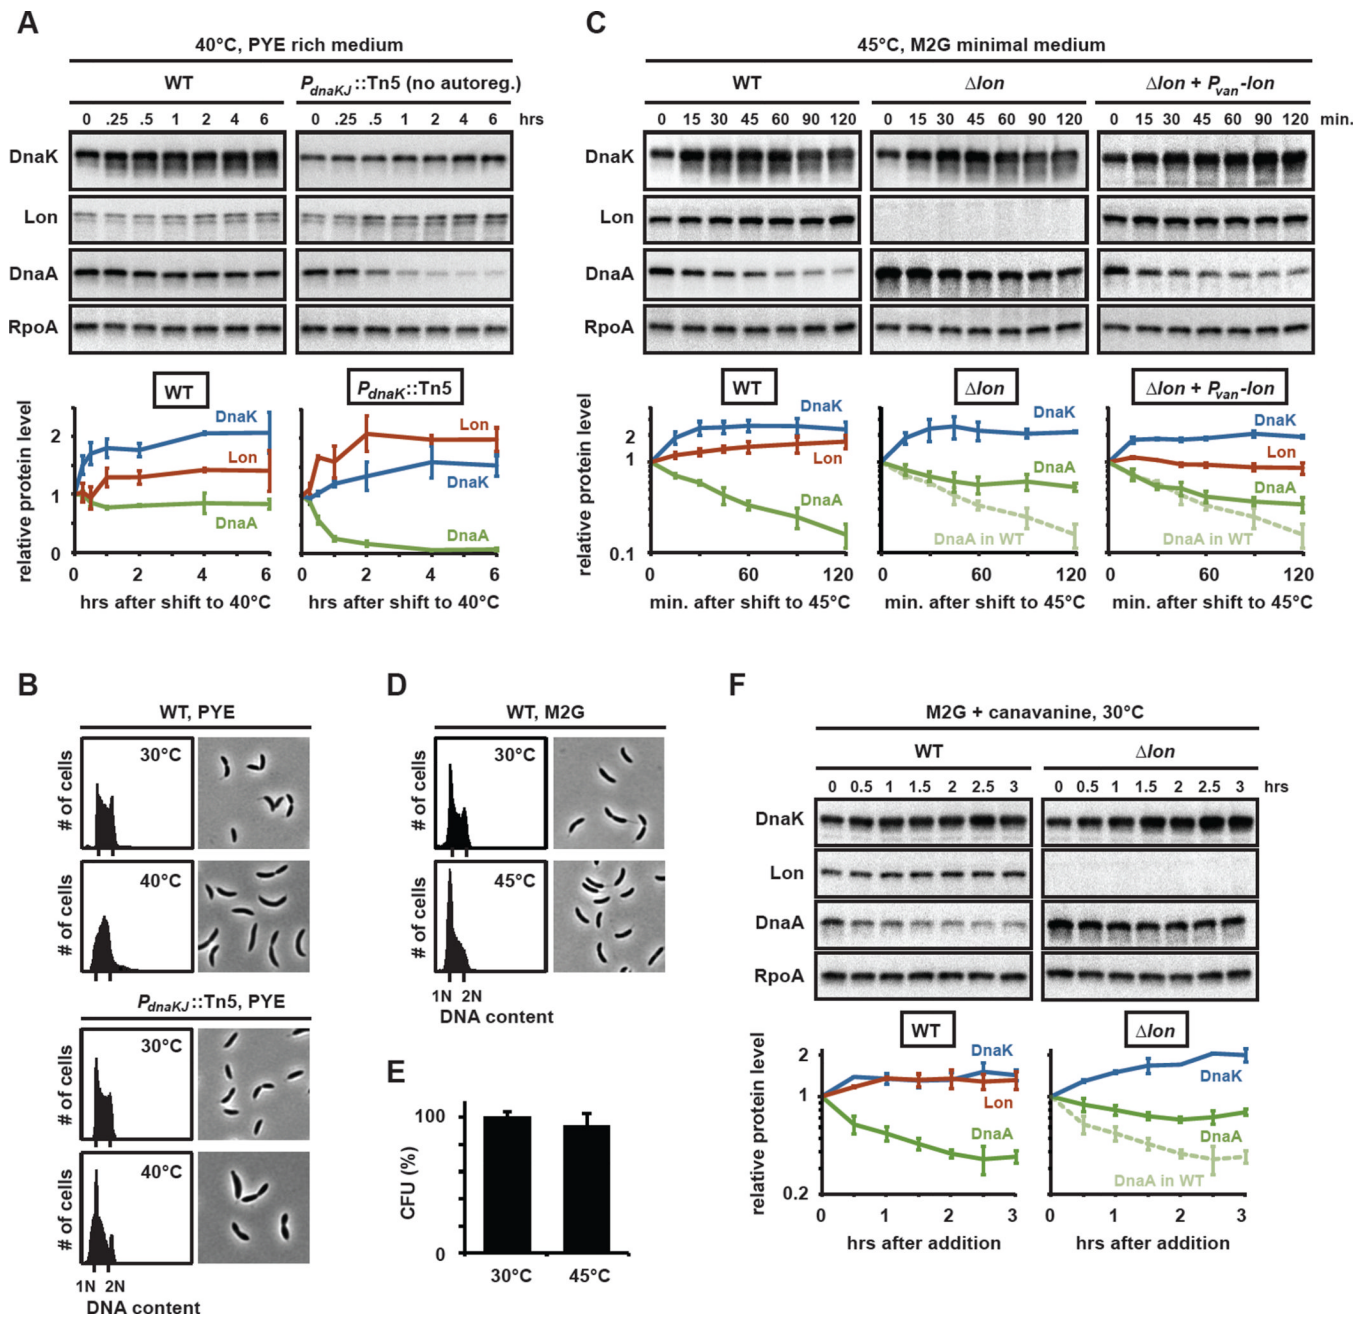 A
40°C, PYE rich medium
WT
PdnaKJ::Tn5 (no autoreg.)
0 .25 .5 1 2 4 6
0 .25 .5 1 2 4 6 hrs
DnaK
Lon
DnaA
RpoA
WT
PdnaK::Tn5
relative protein level
2
1
0
DnaK
Lon
DnaA
0 2 4 6
hrs after shift to 40°C
Lon
DnaK
DnaA
0 2 4 6
hrs after shift to 40°C
C
45°C, M2G minimal medium
WT
Δlon
Δlon + Pvan-lon
0 15 30 45 60 90 120
0 15 30 45 60 90 120
0 15 30 45 60 90 120 min.
DnaK
Lon
DnaA
RpoA
WT
Δlon
Δlon + Pvan-lon
relative protein level
2
1
0.1
DnaK
Lon
DnaA
0 60 120
min. after shift to 45°C
2
1
DnaK
DnaA
DnaA in WT
0 60 120
min. after shift to 45°C
2
1
DnaK
Lon
DnaA
DnaA in WT
0 60 120
min. after shift to 45°C
B
WT, PYE
# of cells
30°C
# of cells
40°C
PdnaKJ::Tn5, PYE
# of cells
30°C
# of cells
40°C
1N 2N
DNA content
D
WT, M2G
# of cells
30°C
# of cells
45°C
1N 2N
DNA content
E
CFU (%)
100
0
30°C 45°C
F
M2G + canavanine, 30°C
WT
Δlon
0 0.5 1 1.5 2 2.5 3
0 0.5 1 1.5 2 2.5 3 hrs
DnaK
Lon
DnaA
RpoA
WT
Δlon
relative protein level
2
1
0.2
DnaK
Lon
DnaA
0 1 2 3
hrs after addition
2
1
DnaK
DnaA
DnaA in WT
0.2
0 1 2 3
hrs after addition